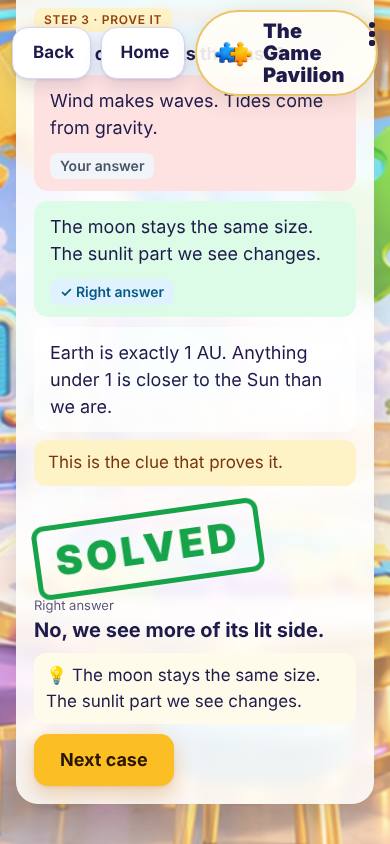 STEP 3 · PROVE IT
Back
Home
The
Game
Pavilion
Wind makes waves. Tides come
from gravity.
Your answer
The moon stays the same size.
The sunlit part we see changes.
✓ Right answer
Earth is exactly 1 AU. Anything
under 1 is closer to the Sun than
we are.
This is the clue that proves it.
SOLVED
Right answer
No, we see more of its lit side.
💡 The moon stays the same size.
The sunlit part we see changes.
Next case